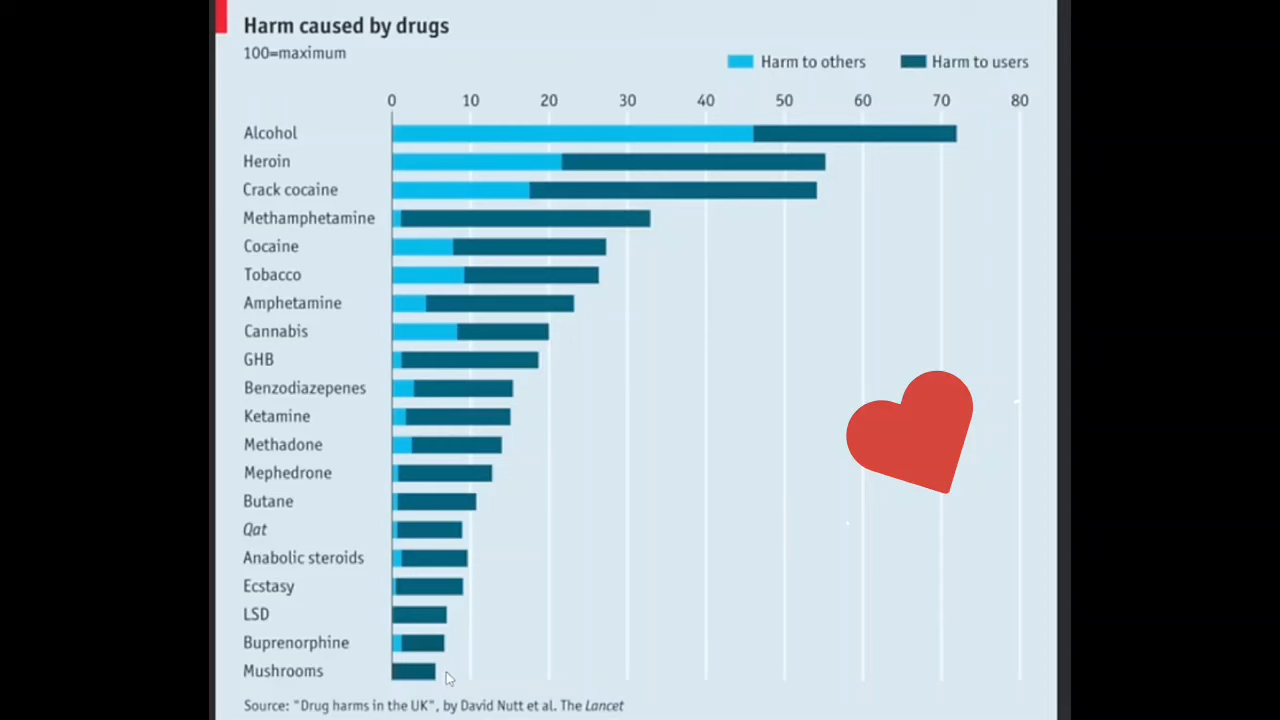 Harm caused by drugs
100=maximum
Harm to others Harm to users
0 10 20 30 40 50 60 70 80
Alcohol
Heroin
Crack cocaine
Methamphetamine
Cocaine
Tobacco
Amphetamine
Cannabis
GHB
Benzodiazepenes
Ketamine
Methadone
Mephedrone
Butane
Qat
Anabolic steroids
Ecstasy
LSD
Buprenorphine
Mushrooms
Source: "Drug harms in the UK", by David Nutt et al. The Lancet